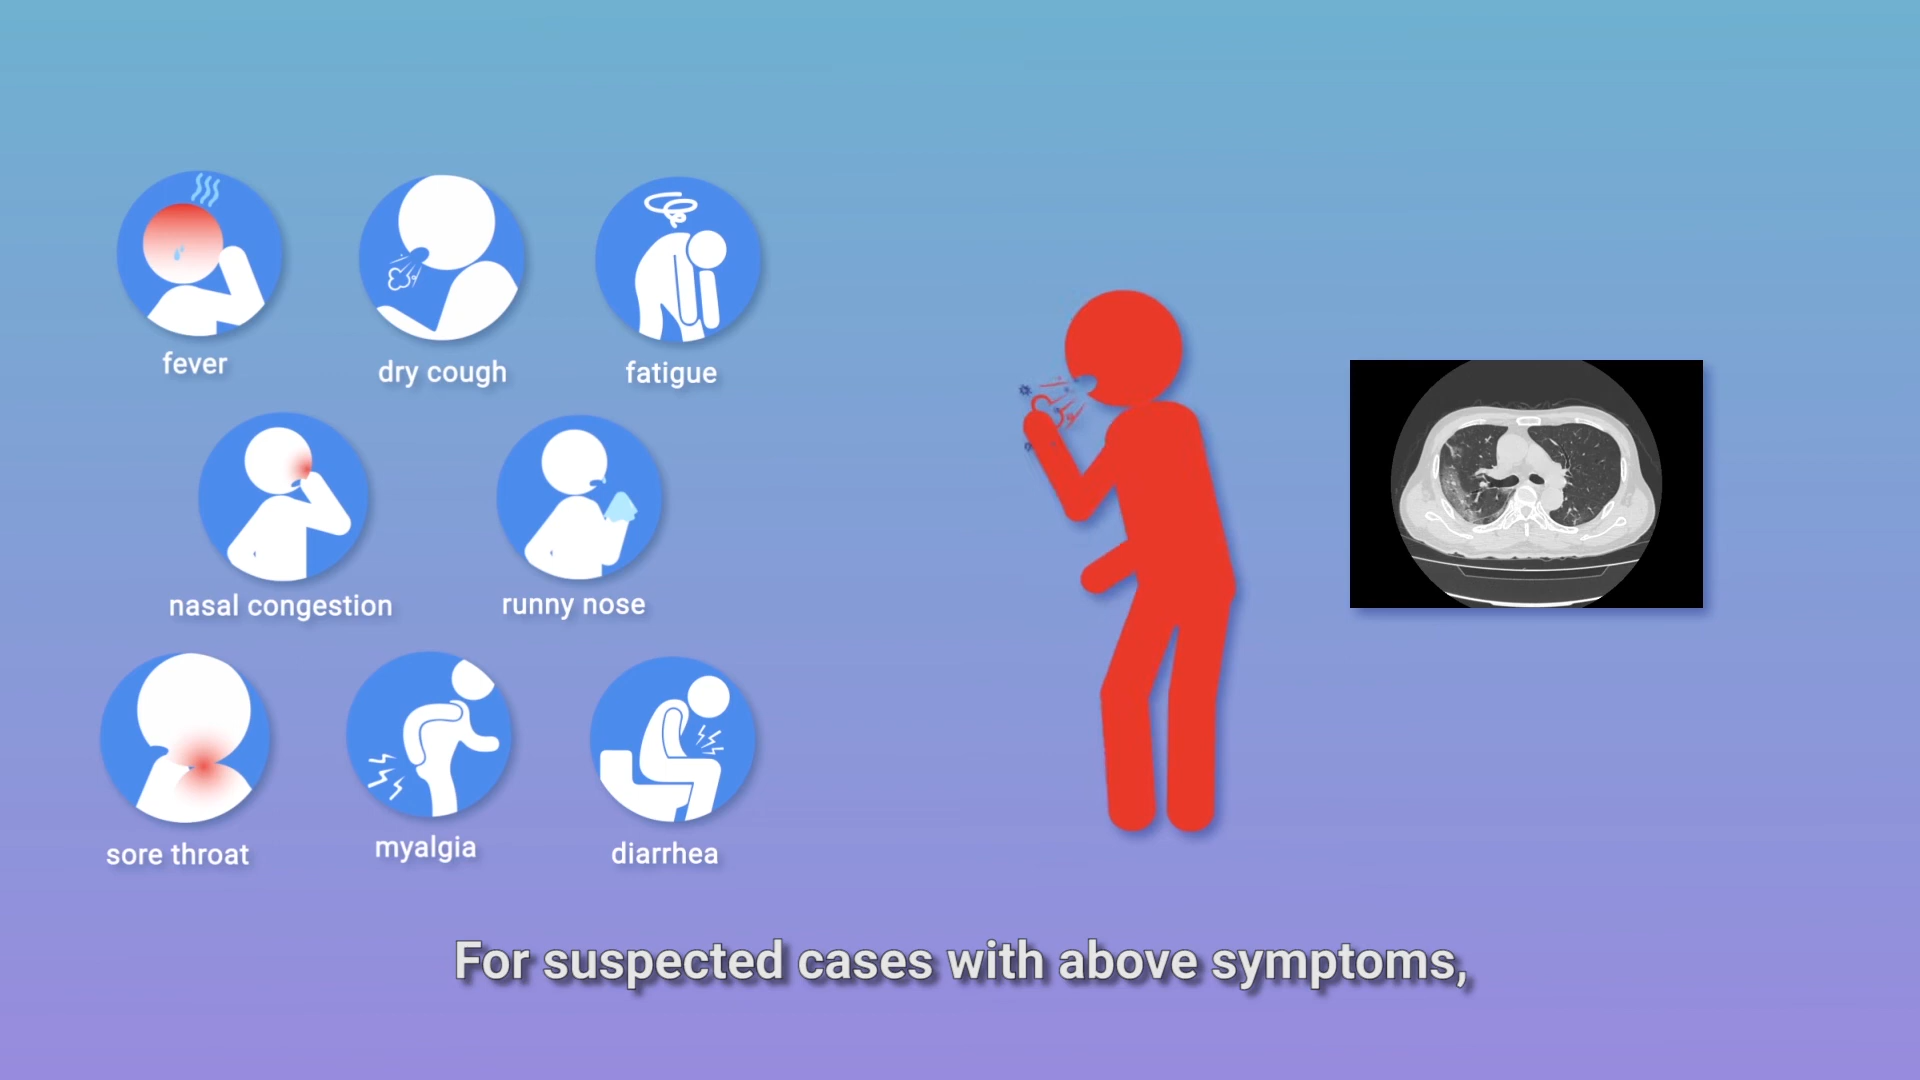 fever
dry cough
fatigue
nasal congestion
runny nose
sore throat
myalgia
diarrhea
For suspected cases with above symptoms,